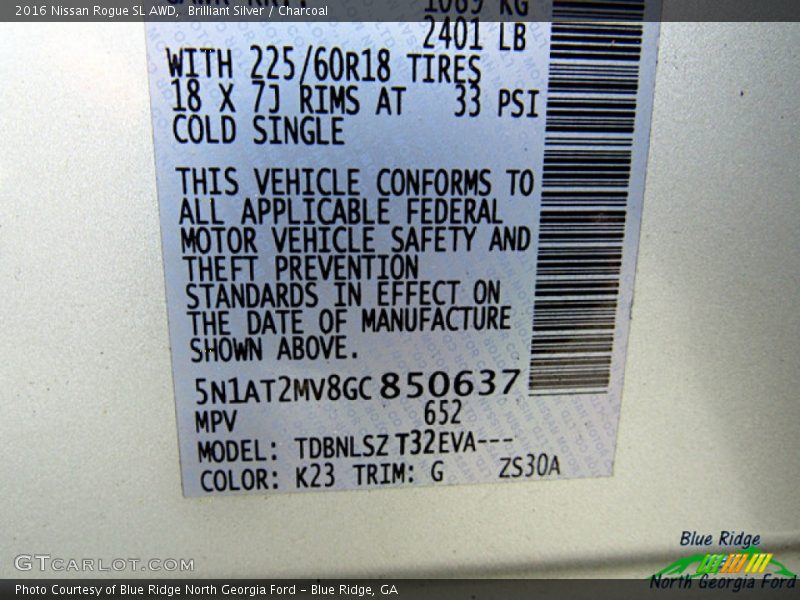 2016 Nissan Rogue SL AWD, Brilliant Silver / Charcoal
KG
2401 LB
WITH 225/60R18 TIRES
18 X 7J RIMS AT 33 PSI
COLD SINGLE
THIS VEHICLE CONFORMS TO
ALL APPLICABLE FEDERAL
MOTOR VEHICLE SAFETY AND
THEFT PREVENTION
STANDARDS IN EFFECT ON
THE DATE OF MANUFACTURE
SHOWN ABOVE.
5N1AT2MV8GC850637
MPV 652
MODEL: TDBNLSZ T32EVA---
COLOR: K23 TRIM: G ZS30A
Blue Ridge
North Georgia Ford
GTCARLOT.COM
Photo Courtesy of Blue Ridge North Georgia Ford - Blue Ridge, GA